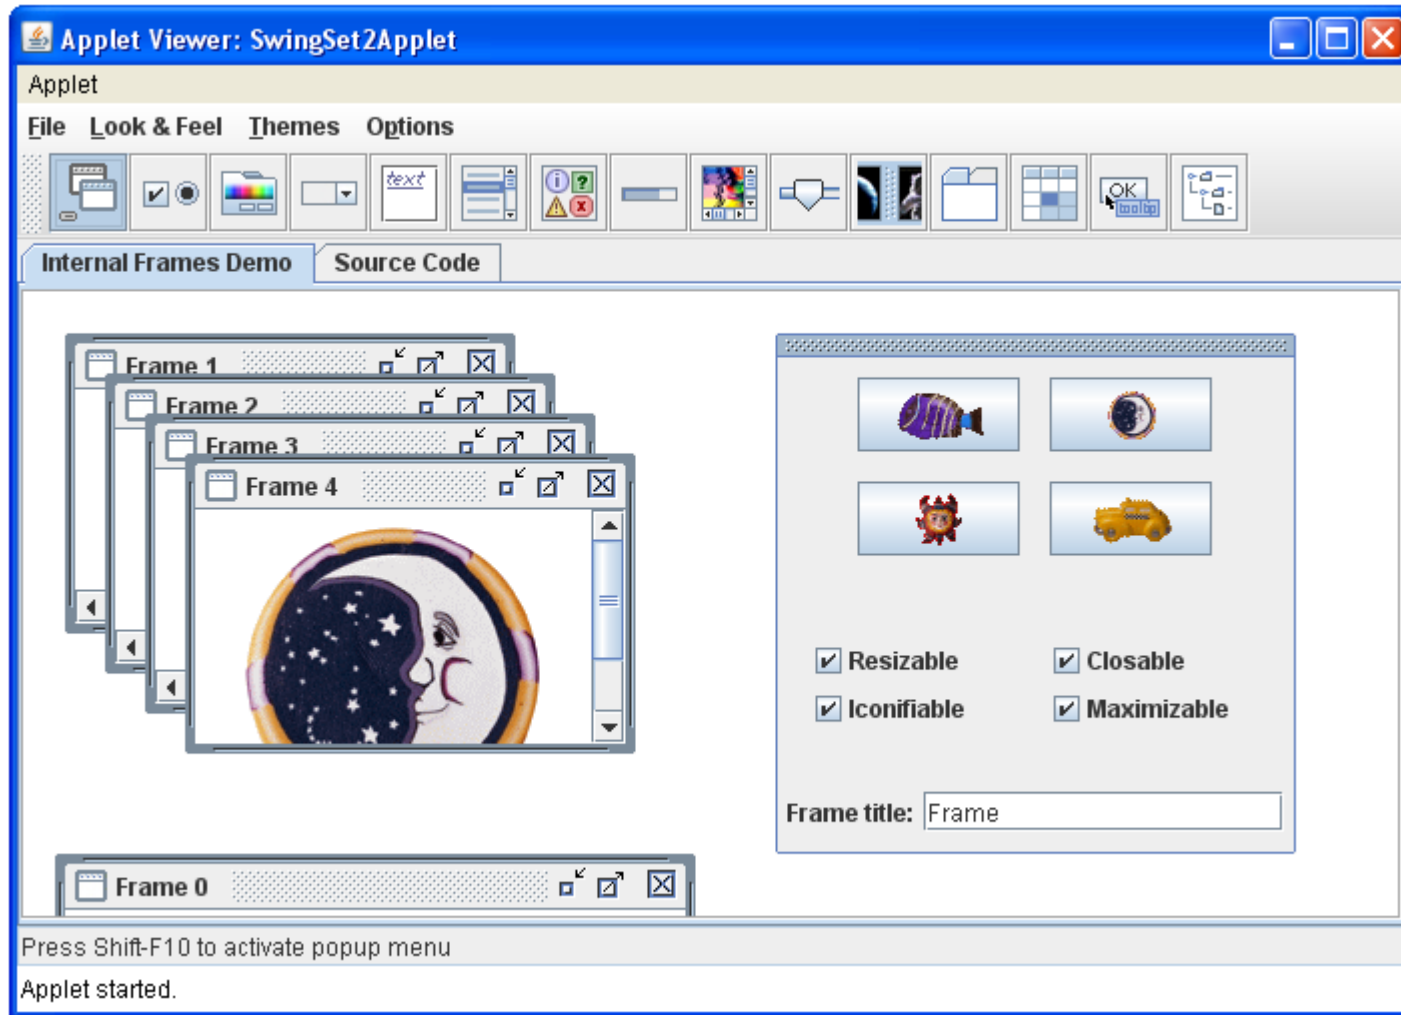 Applet Viewer: SwingSet2Applet
Applet
File Look & Feel Themes Options
text
OK
tooltip
Internal Frames Demo Source Code
Frame 1
Frame 2
Frame 3
Frame 4
Resizable Closable
Iconifiable Maximizable
Frame title: Frame
Frame 0
Press Shift-F10 to activate popup menu
Applet started.